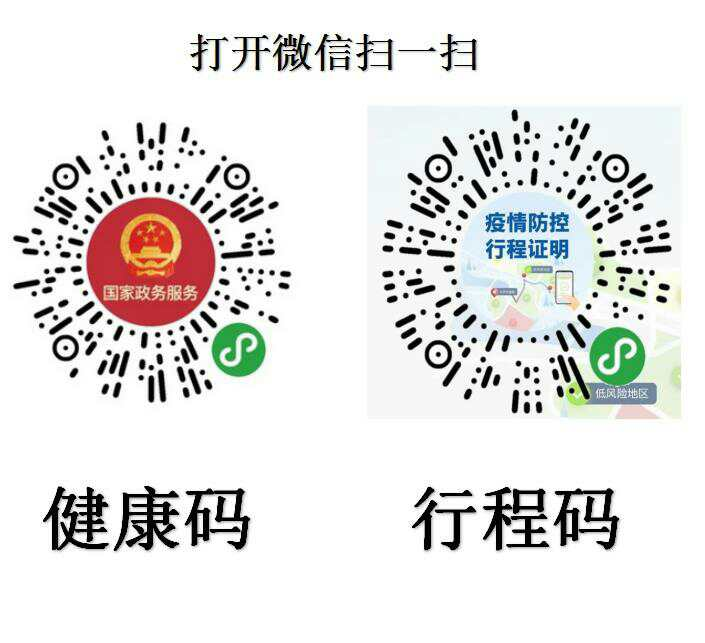 打开微信扫一扫
国家政务服务
疫情防控
行程证明
低风险地区
健康码
行程码